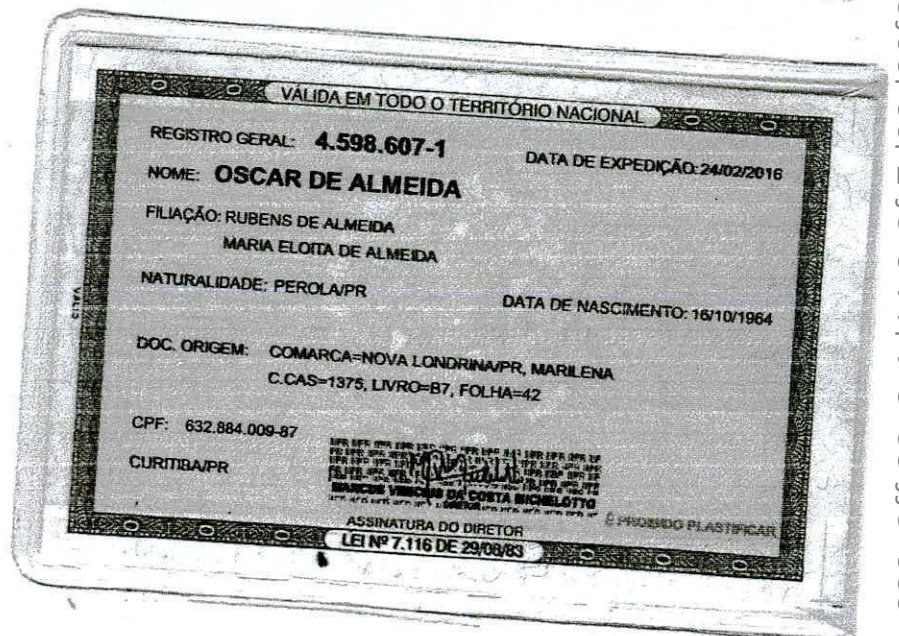 VÁLIDA EM TODO O TERRITÓRIO NACIONAL
REGISTRO GERAL: 4.598.607-1 DATA DE EXPEDIÇÃO: 24/02/2016
NOME: OSCAR DE ALMEIDA
FILIAÇÃO: RUBENS DE ALMEIDA
MARIA ELOITA DE ALMEIDA
NATURALIDADE: PEROLA/PR DATA DE NASCIMENTO: 16/10/1964
DOC. ORIGEM: COMARCA=NOVA LONDRINA/PR, MARILENA
C.CAS=1375, LIVRO=B7, FOLHA=42
CPF: 632.884.009-87
CURITIBA/PR
MARCUS VINICIUS DA COSTA MICHELOTTO
DIRETOR
É PROIBIDO PLASTIFICAR
ASSINATURA DO DIRETOR
LEI Nº 7.116 DE 29/08/83